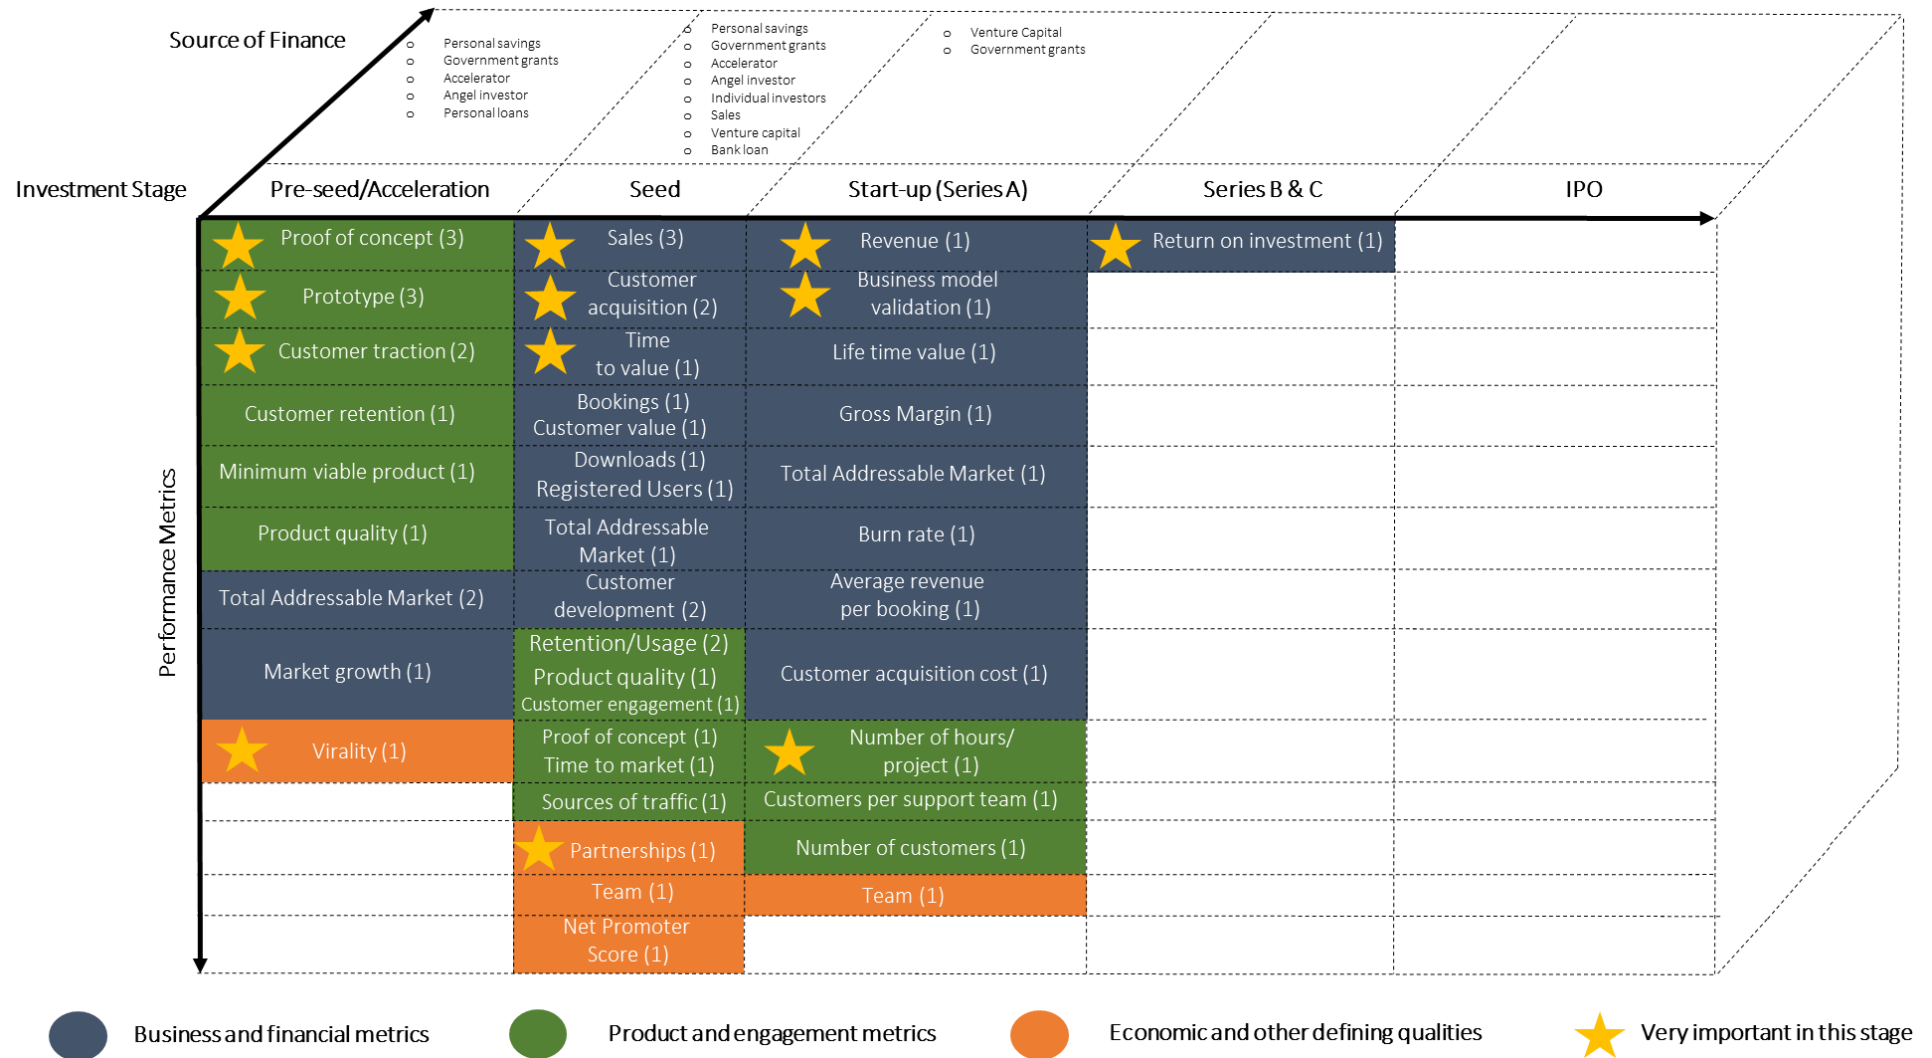 Source of Finance
o Personal savings
o Government grants
o Accelerator
o Angel investor
o Personal loans
o Personal savings
o Government grants
o Accelerator
o Angel investor
o Individual investors
o Sales
o Venture capital
o Bank loan
o Venture Capital
o Government grants
Investment Stage
Pre-seed/Acceleration
Seed
Start-up (Series A)
Series B & C
IPO
Performance Metrics
Proof of concept (3)
Prototype (3)
Customer traction (2)
Customer retention (1)
Minimum viable product (1)
Product quality (1)
Total Addressable Market (2)
Market growth (1)
Virality (1)
Sales (3)
Customer
acquisition (2)
Time
to value (1)
Bookings (1)
Customer value (1)
Downloads (1)
Registered Users (1)
Total Addressable
Market (1)
Customer
development (2)
Retention/Usage (2)
Product quality (1)
Customer engagement (1)
Proof of concept (1)
Time to market (1)
Sources of traffic (1)
Partnerships (1)
Team (1)
Net Promoter
Score (1)
Revenue (1)
Business model
validation (1)
Life time value (1)
Gross Margin (1)
Total Addressable Market (1)
Burn rate (1)
Average revenue
per booking (1)
Customer acquisition cost (1)
Number of hours/
project (1)
Customers per support team (1)
Number of customers (1)
Team (1)
Return on investment (1)
Business and financial metrics
Product and engagement metrics
Economic and other defining qualities
Very important in this stage